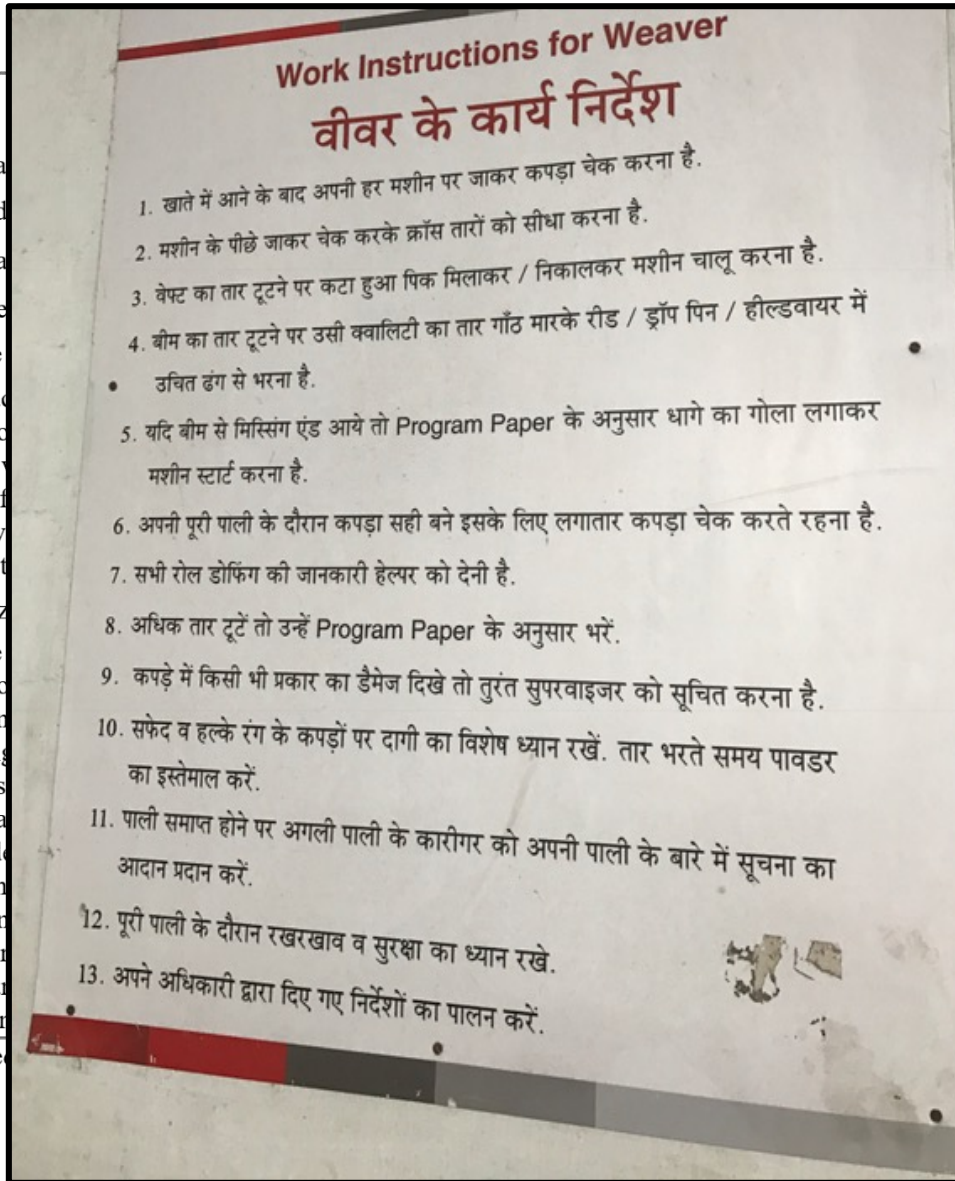 Work Instructions for Weaver
वीवर के कार्य निर्देश
1. खाते में आने के बाद अपनी हर मशीन पर जाकर कपड़ा चेक करना है.
2. मशीन के पीछे जाकर चेक करके क्रॉस तारों को सीधा करना है.
3. वेफ्ट का तार टूटने पर कटा हुआ पिक मिलाकर / निकालकर मशीन चालू करना है.
4. बीम का तार टूटने पर उसी क्वालिटी का तार गाँठ मारके रीड / ड्रॉप पिन / हील्डवायर में
उचित ढंग से भरना है.
5. यदि बीम से मिस्सिंग एंड आये तो Program Paper के अनुसार धागे का गोला लगाकर
मशीन स्टार्ट करना है.
6. अपनी पूरी पाली के दौरान कपड़ा सही बने इसके लिए लगातार कपड़ा चेक करते रहना है.
7. सभी रोल डोफिंग की जानकारी हेल्पर को देनी है.
8. अधिक तार टूटें तो उन्हें Program Paper के अनुसार भरें.
9. कपड़े में किसी भी प्रकार का डैमेज दिखे तो तुरंत सुपरवाइजर को सूचित करना है.
10. सफेद व हल्के रंग के कपड़ों पर दागी का विशेष ध्यान रखें. तार भरते समय पावडर
का इस्तेमाल करें.
11. पाली समाप्त होने पर अगली पाली के कारीगर को अपनी पाली के बारे में सूचना का
आदान प्रदान करें.
12. पूरी पाली के दौरान रखरखाव व सुरक्षा का ध्यान रखे.
13. अपने अधिकारी द्वारा दिए गए निर्देशों का पालन करें.